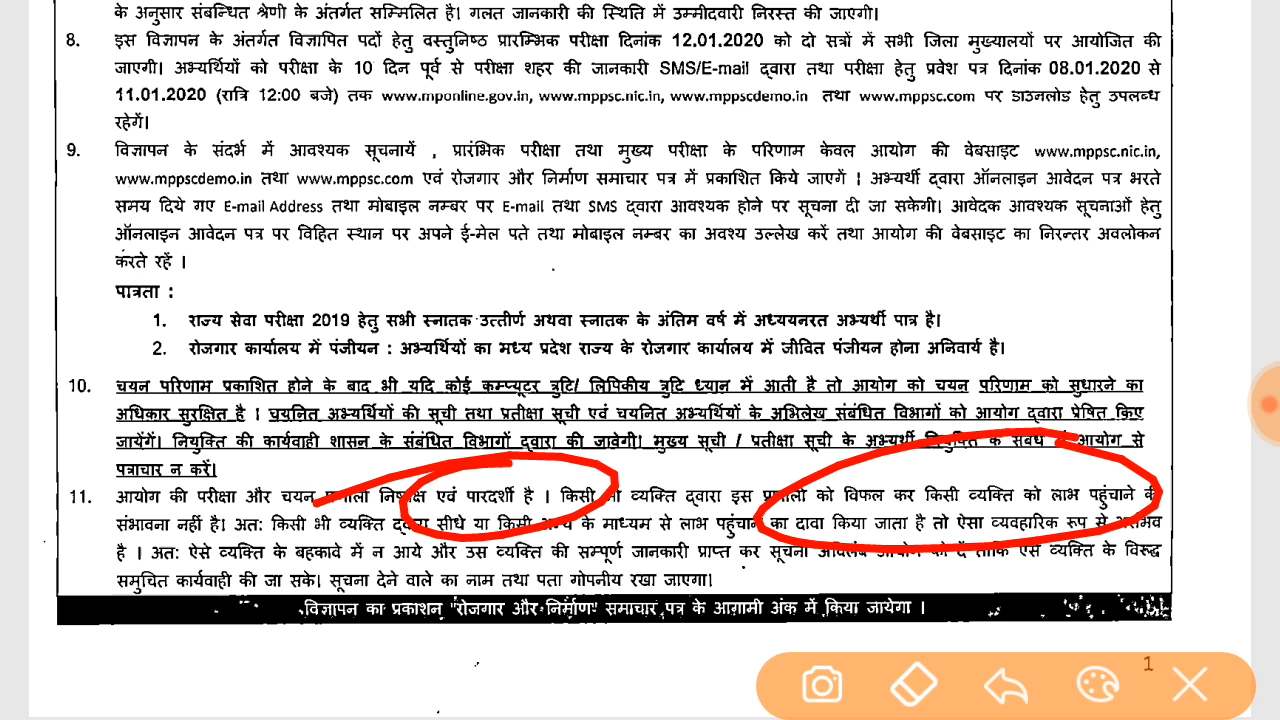 के अनुसार संबन्धित श्रेणी के अंतर्गत सम्मिलित है। गलत जानकारी की स्थिति में उम्मीदवारी निरस्त की जाएगी।
8. इस विज्ञापन के अंतर्गत विज्ञापित पदों हेतु वस्तुनिष्ठ प्रारम्भिक परीक्षा दिनांक 12.01.2020 को दो सत्रों में सभी जिला मुख्यालयों पर आयोजित की
जाएगी। अभ्यर्थियों को परीक्षा के 10 दिन पूर्व से परीक्षा शहर की जानकारी SMS/E-mail द्वारा तथा परीक्षा हेतु प्रवेश पत्र दिनांक 08.01.2020 से
11.01.2020 (रात्रि 12:00 बजे) तक www.mponline.gov.in, www.mppsc.nic.in, www.mppscdemo.in तथा www.mppsc.com पर डाउनलोड हेतु उपलब्ध
रहेगें।
9. विज्ञापन के संदर्भ में आवश्यक सूचनायें , प्रारंभिक परीक्षा तथा मुख्य परीक्षा के परिणाम केवल आयोग की वेबसाइट www.mppsc.nic.in,
www.mppscdemo.in तथा www.mppsc.com एवं रोजगार और निर्माण समाचार पत्र में प्रकाशित किये जाएगें । अभ्यर्थी द्वारा ऑनलाइन आवेदन पत्र भरते
समय दिये गए E-mail Address तथा मोबाइल नम्बर पर E-mail तथा SMS द्वारा आवश्यक होने पर सूचना दी जा सकेगी। आवेदक आवश्यक सूचनाओं हेतु
ऑनलाइन आवेदन पत्र पर विहित स्थान पर अपने ई-मेल पते तथा मोबाइल नम्बर का अवश्य उल्लेख करें तथा आयोग की वेबसाइट का निरन्तर अवलोकन
करते रहें ।
पात्रता :
1. राज्य सेवा परीक्षा 2019 हेतु सभी स्नातक उत्तीर्ण अथवा स्नातक के अंतिम वर्ष में अध्ययनरत अभ्यर्थी पात्र है।
2. रोजगार कार्यालय में पंजीयन : अभ्यर्थियों का मध्य प्रदेश राज्य के रोजगार कार्यालय में जीवित पंजीयन होना अनिवार्य है।
10. चयन परिणाम प्रकाशित होने के बाद भी यदि कोई कम्प्यूटर त्रुटि/ लिपिकीय त्रुटि ध्यान में आती है तो आयोग को चयन परिणाम को सुधारने का
अधिकार सुरक्षित है । चयनित अभ्यर्थियों की सूची तथा प्रतीक्षा सूची एवं चयनित अभ्यर्थियों के अभिलेख संबंधित विभागों को आयोग द्वारा प्रेषित किए
जायेंगें। नियुक्ति की कार्यवाही शासन के संबंधित विभागों द्वारा की जावेगी। मुख्य सूची / प्रतीक्षा सूची के अभ्यर्थी नियुक्ति के संबंध में आयोग से
पत्राचार न करें।
11. आयोग की परीक्षा और चयन प्रणाली निष्पक्ष एवं पारदर्शी है । किसी भी व्यक्ति द्वारा इस प्रणाली को विफल कर किसी व्यक्ति को लाभ पहुंचाने की
संभावना नहीं है। अतः किसी भी व्यक्ति द्वारा सीधे या किसी अन्य के माध्यम से लाभ पहुंचाने का दावा किया जाता है तो ऐसा व्यवहारिक रूप से असंभव
है । अतः ऐसे व्यक्ति के बहकावे में न आये और उस व्यक्ति की सम्पूर्ण जानकारी प्राप्त कर सूचना अविलंब आयोग को दें ताकि ऐसे व्यक्ति के विरूद्ध
समुचित कार्यवाही की जा सके। सूचना देने वाले का नाम तथा पता गोपनीय रखा जाएगा।
विज्ञापन का प्रकाशन "रोजगार और निर्माण" समाचार पत्र के आगामी अंक में किया जायेगा ।
1